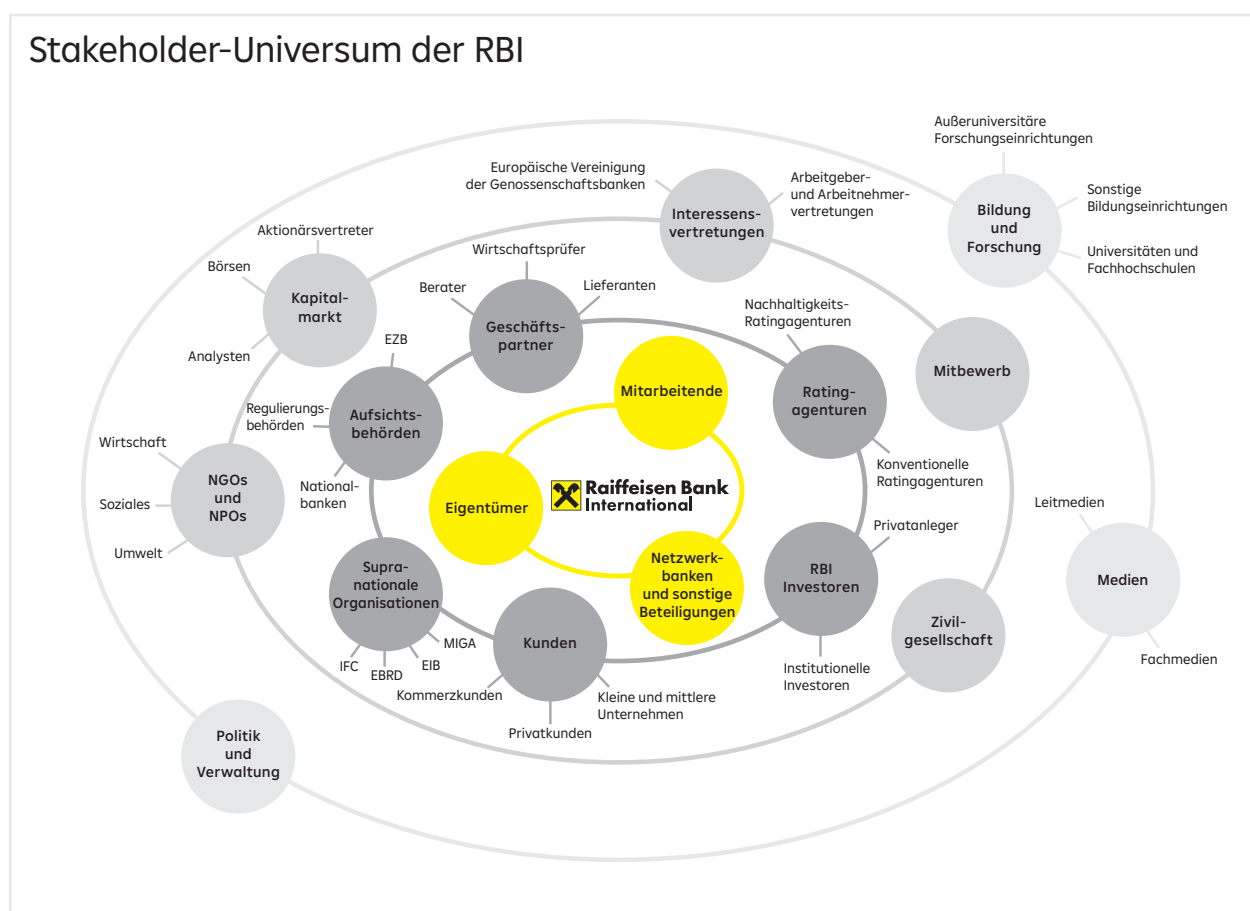 Stakeholder-Universum der RBI
Außeruniversitäre
Forschungseinrichtungen
Europäische Vereinigung
der Genossenschaftsbanken
Arbeitgeber-
und Arbeitnehmer-
vertretungen
Sonstige
Bildungseinrichtungen
Interessens-
vertretungen
Bildung
und
Forschung
Universitäten und
Fachhochschulen
Aktionärsvertreter
Börsen
Kapital-
markt
Analysten
Wirtschaftsprüfer
Berater
Lieferanten
Geschäfts-
partner
Nachhaltigkeits-
Ratingagenturen
EZB
Mitarbeitende
Rating-
agenturen
Mitbewerb
Regulierungs-
behörden
Aufsichts-
behörden
National-
banken
Konventionelle
Ratingagenturen
Wirtschaft
Soziales
Umwelt
NGOs
und
NPOs
Eigentümer
Raiffeisen Bank
International
Leitmedien
Privatanleger
Medien
Fachmedien
Supra-
nationale
Organisationen
Netzwerk-
banken
und sonstige
Beteiligungen
RBI
Investoren
Zivil-
gesellschaft
Kunden
MIGA
EIB
EBRD
IFC
Institutionelle
Investoren
Kommerzkunden
Kleine und mittlere
Unternehmen
Privatkunden
Politik
und
Verwaltung